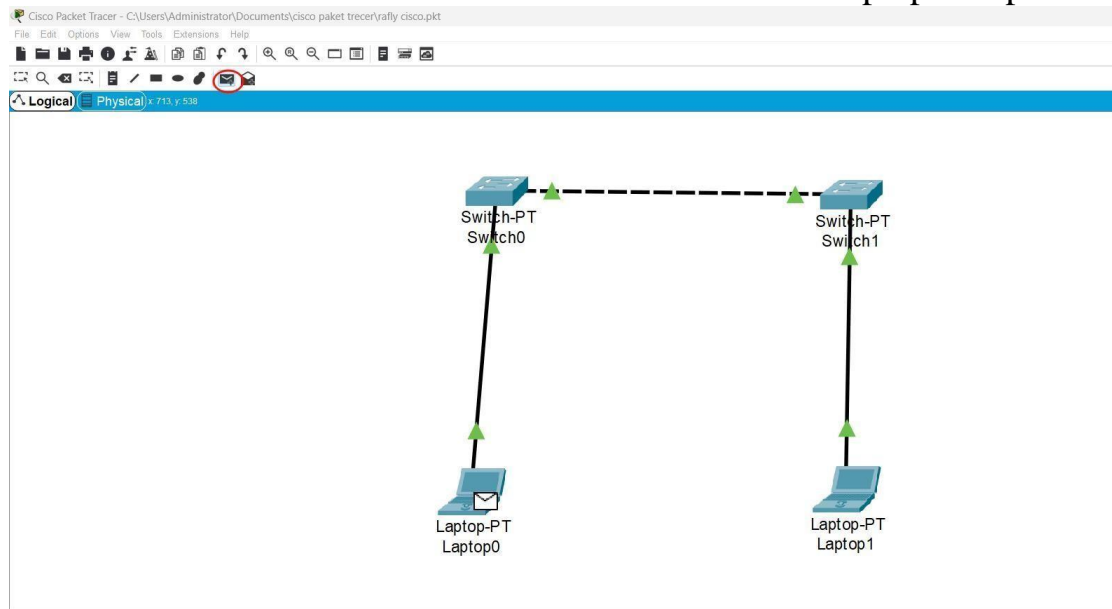 Cisco Packet Tracer - C:\Users\Administrator\Documents\cisco paket trecer\rafly cisco.pkt
File Edit Options View Tools Extensions Help
Logical Physical x: 713, y: 538
Switch-PT
Switch0
Switch-PT
Switch1
Laptop-PT
Laptop0
Laptop-PT
Laptop1